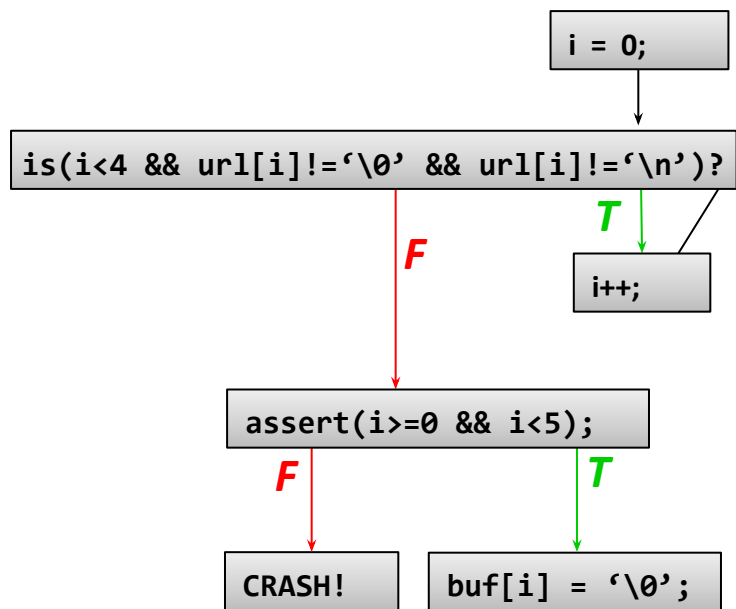 i = 0;
is(i<4 && url[i]!=‘\0’ && url[i]!=‘\n’)?
T
F
i++;
assert(i>=0 && i<5);
F
T
CRASH!
buf[i] = ‘\0’;